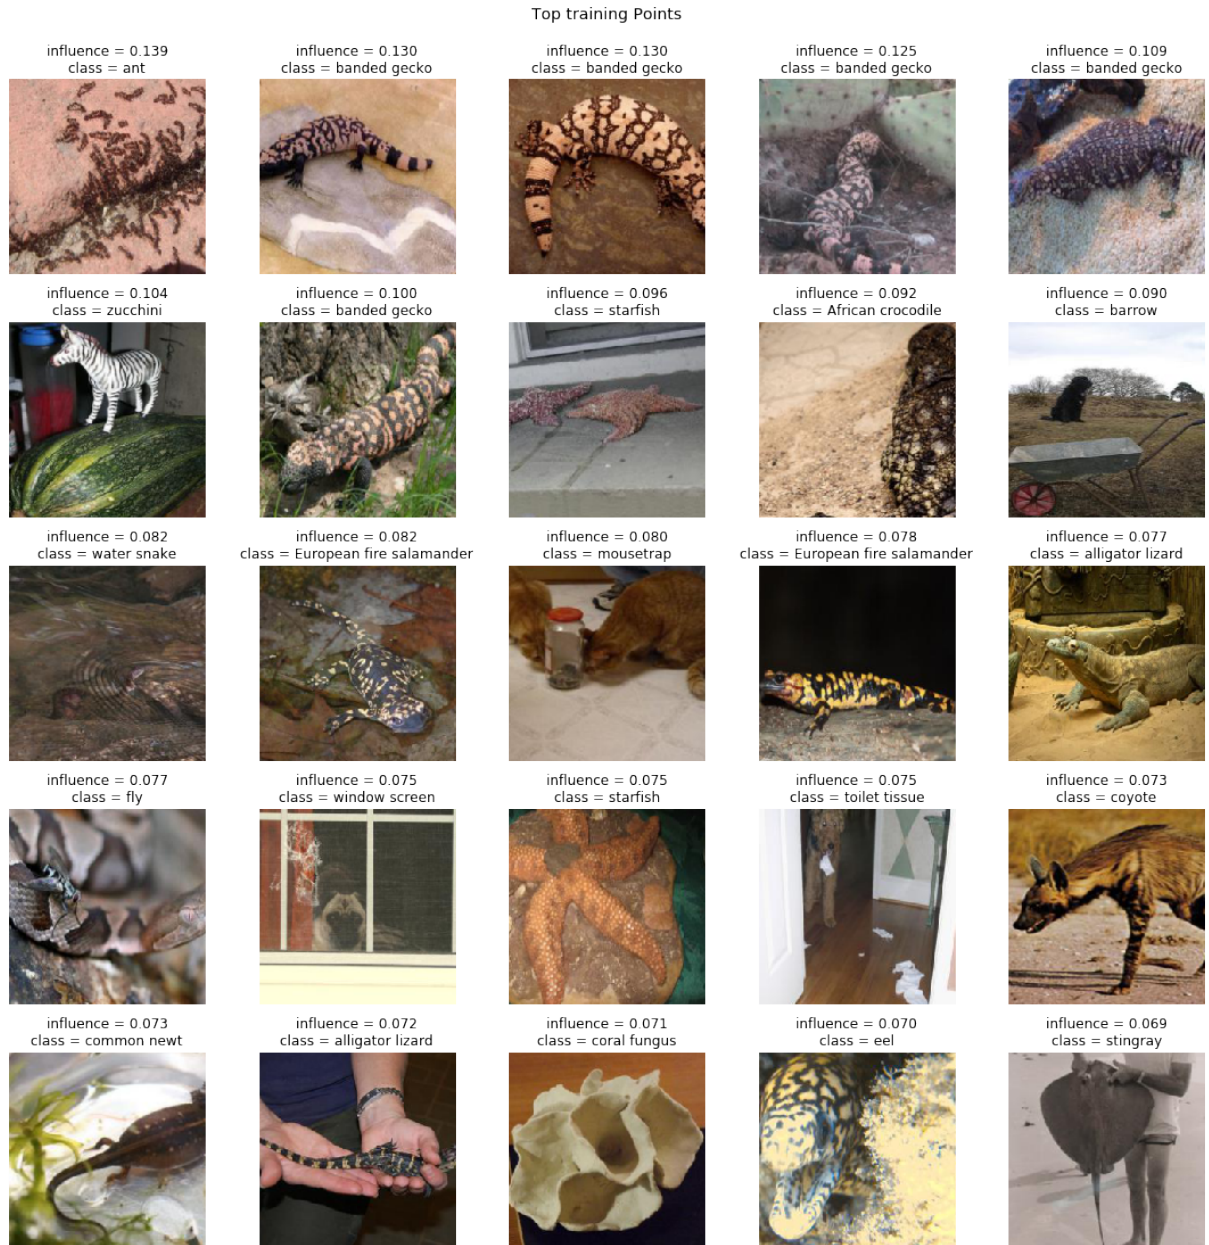 Top training Points
influence = 0.139
class = ant
influence = 0.130
class = banded gecko
influence = 0.130
class = banded gecko
influence = 0.125
class = banded gecko
influence = 0.109
class = banded gecko
influence = 0.104
class = zucchini
influence = 0.100
class = banded gecko
influence = 0.096
class = starfish
influence = 0.092
class = African crocodile
influence = 0.090
class = barrow
influence = 0.082
class = water snake
influence = 0.082
class = European fire salamander
influence = 0.080
class = mousetrap
influence = 0.078
class = European fire salamander
influence = 0.077
class = alligator lizard
influence = 0.077
class = fly
influence = 0.075
class = window screen
influence = 0.075
class = starfish
influence = 0.075
class = toilet tissue
influence = 0.073
class = coyote
influence = 0.073
class = common newt
influence = 0.072
class = alligator lizard
influence = 0.071
class = coral fungus
influence = 0.070
class = eel
influence = 0.069
class = stingray